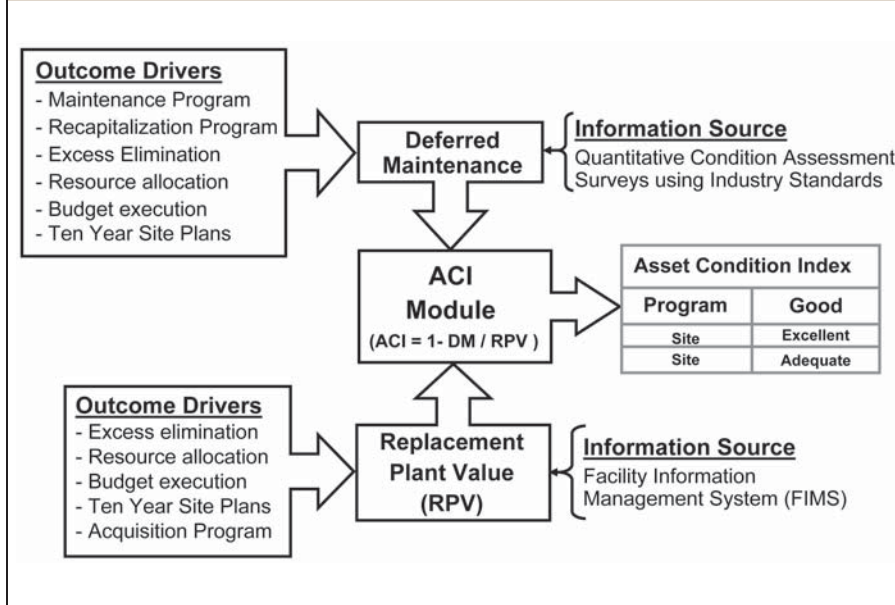 Outcome Drivers
- Maintenance Program
- Recapitalization Program
- Excess Elimination
- Resource allocation
- Budget execution
- Ten Year Site Plans
Deferred
Maintenance
Information Source
Quantitative Condition Assessment
Surveys using Industry Standards
ACI
Module
(ACI = 1- DM / RPV )
Asset Condition Index
Program Good
Site Excellent
Site Adequate
Outcome Drivers
- Excess elimination
- Resource allocation
- Budget execution
- Ten Year Site Plans
- Acquisition Program
Replacement
Plant Value
(RPV)
Information Source
Facility Information
Management System (FIMS)